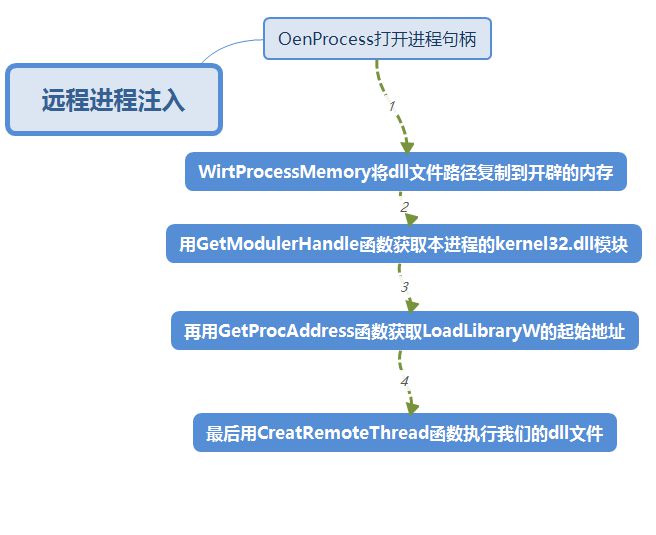 OenProcess打开进程句柄
远程进程注入
1
WirtProcessMemory将dll文件路径复制到开辟的内存
2
用GetModulerHandle函数获取本进程的kernel32.dll模块
3
再用GetProcAddress函数获取LoadLibraryW的起始地址
4
最后用CreatRemoteThread函数执行我们的dll文件